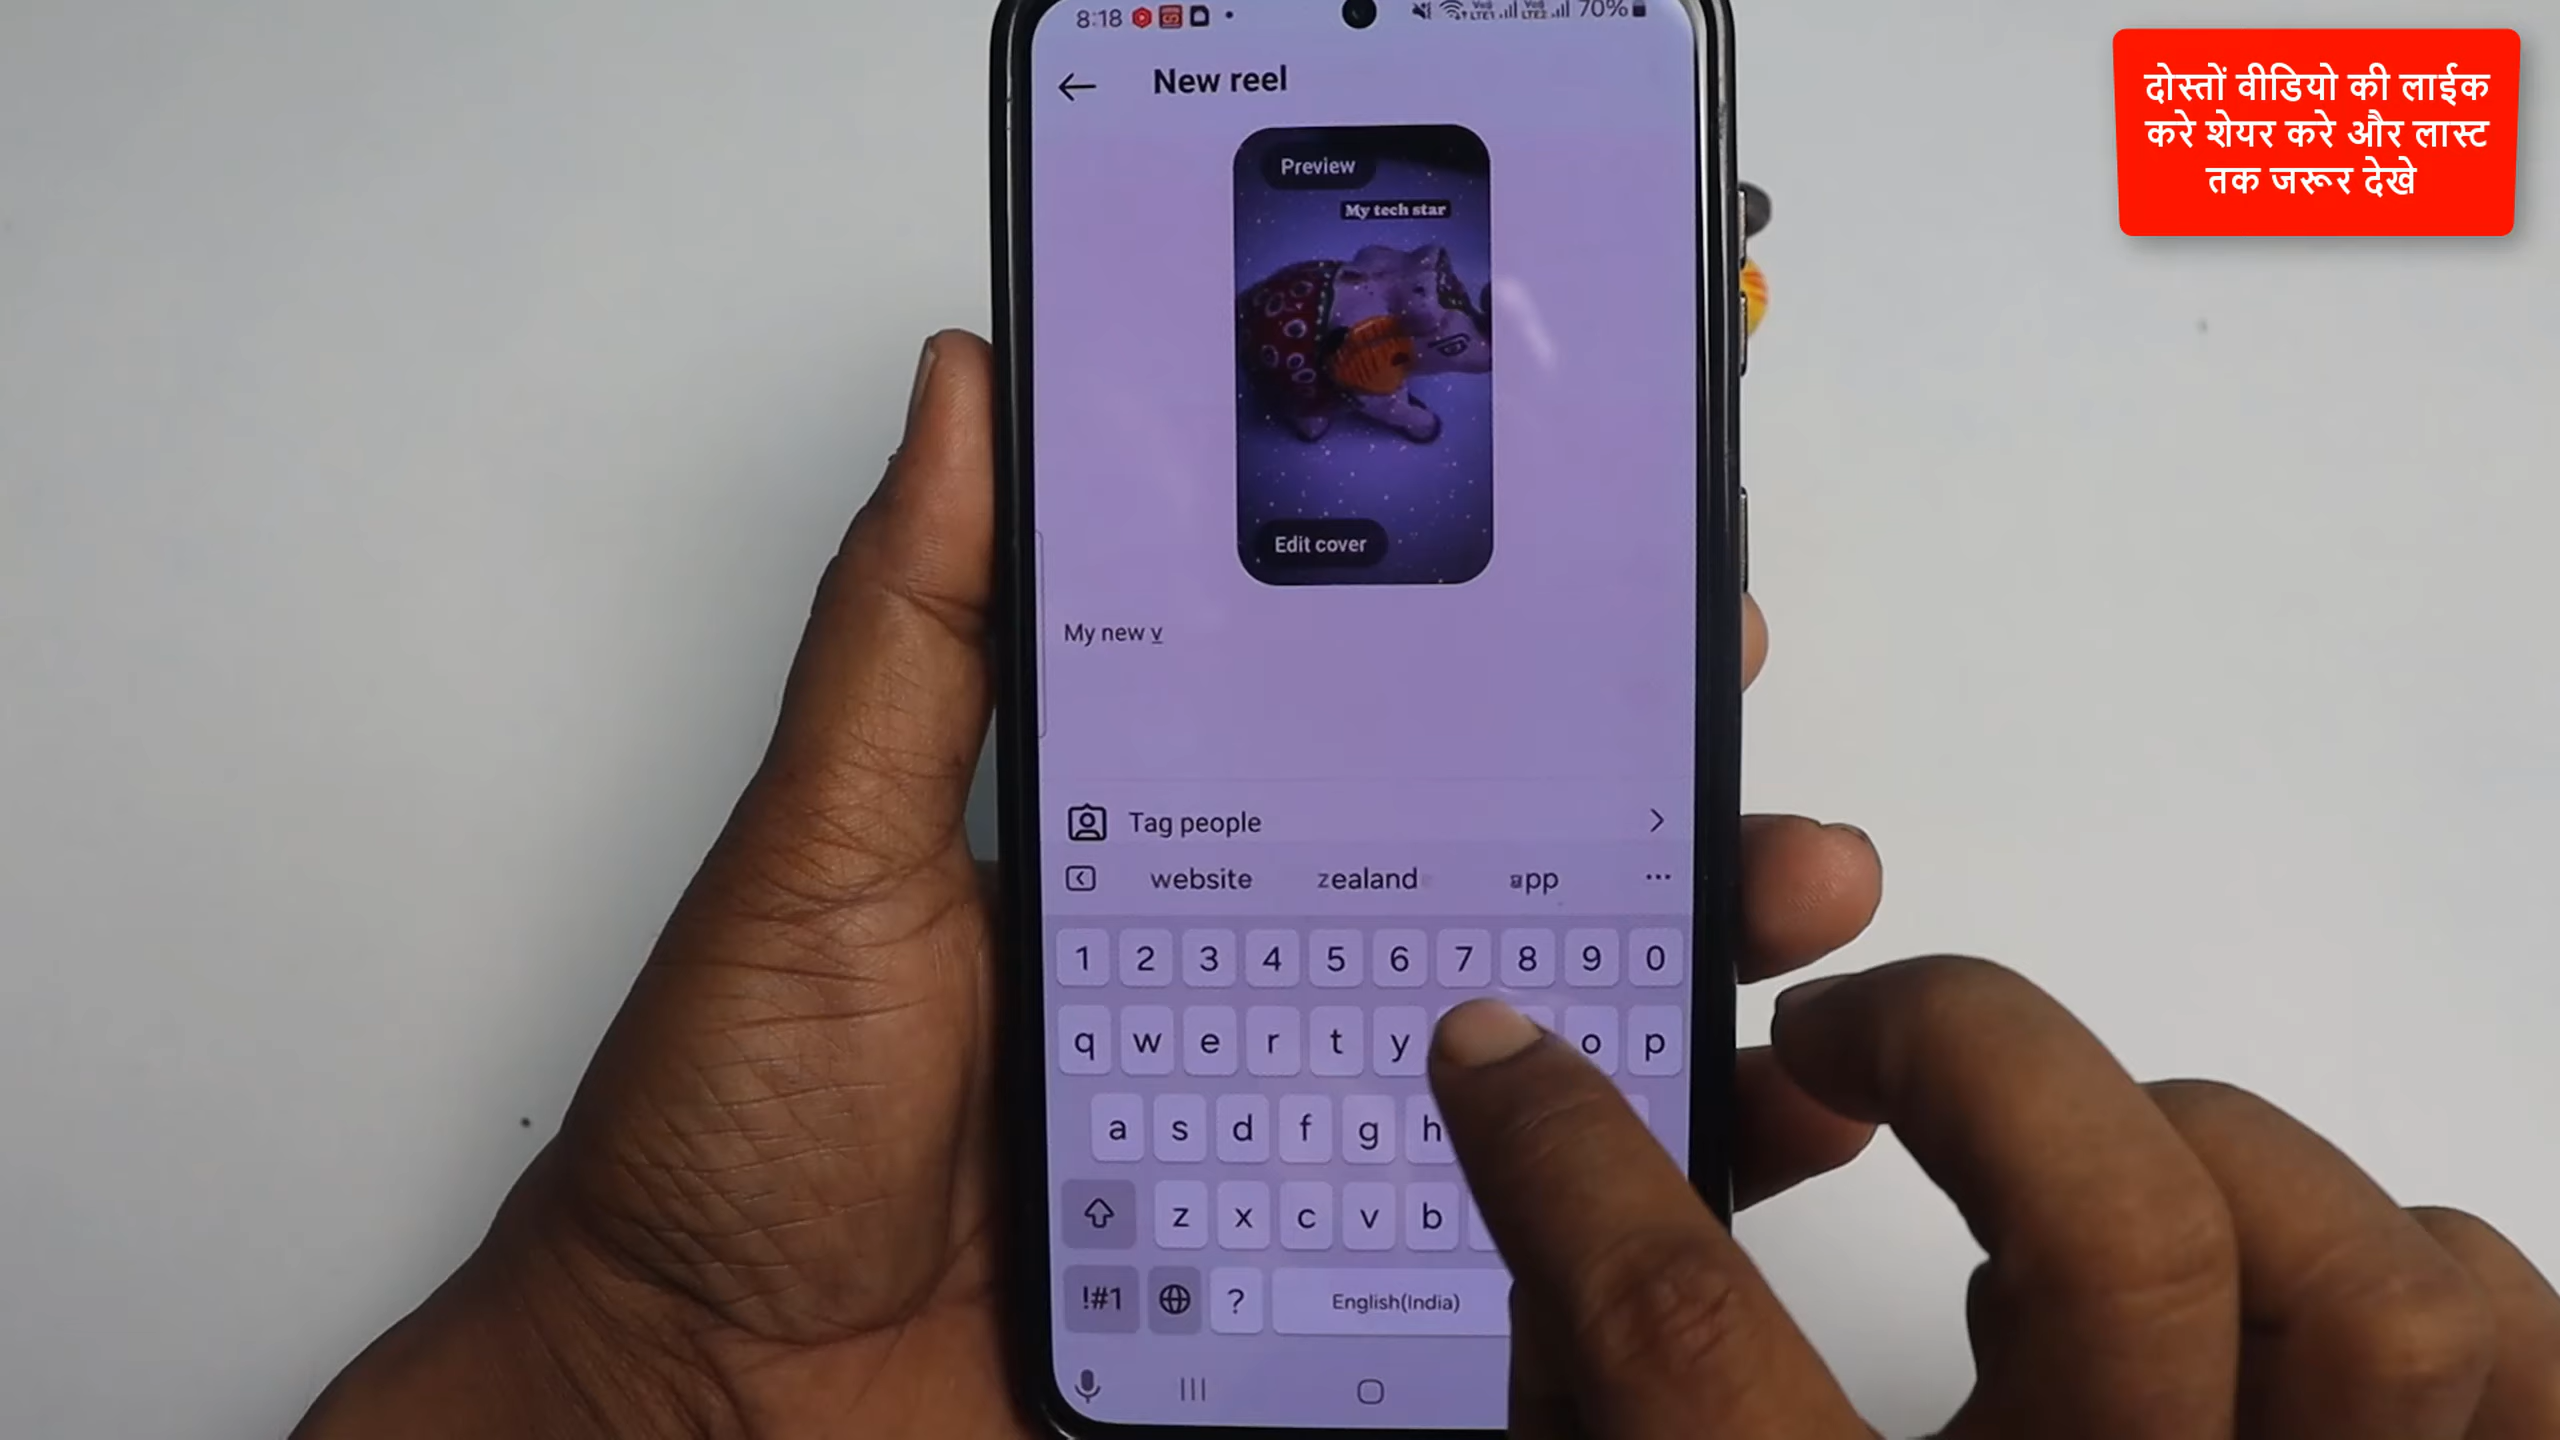 8:18
70%
दोस्तों वीडियो की लाईक
करे शेयर करे और लास्ट
तक जरूर देखे
New reel
Preview
My tech star
Edit cover
My new v
Tag people
website zealand app
1 2 3 4 5 6 7 8 9 0
q w e r t y o p
a s d f g h
z x c v b
!#1 ? English(India)